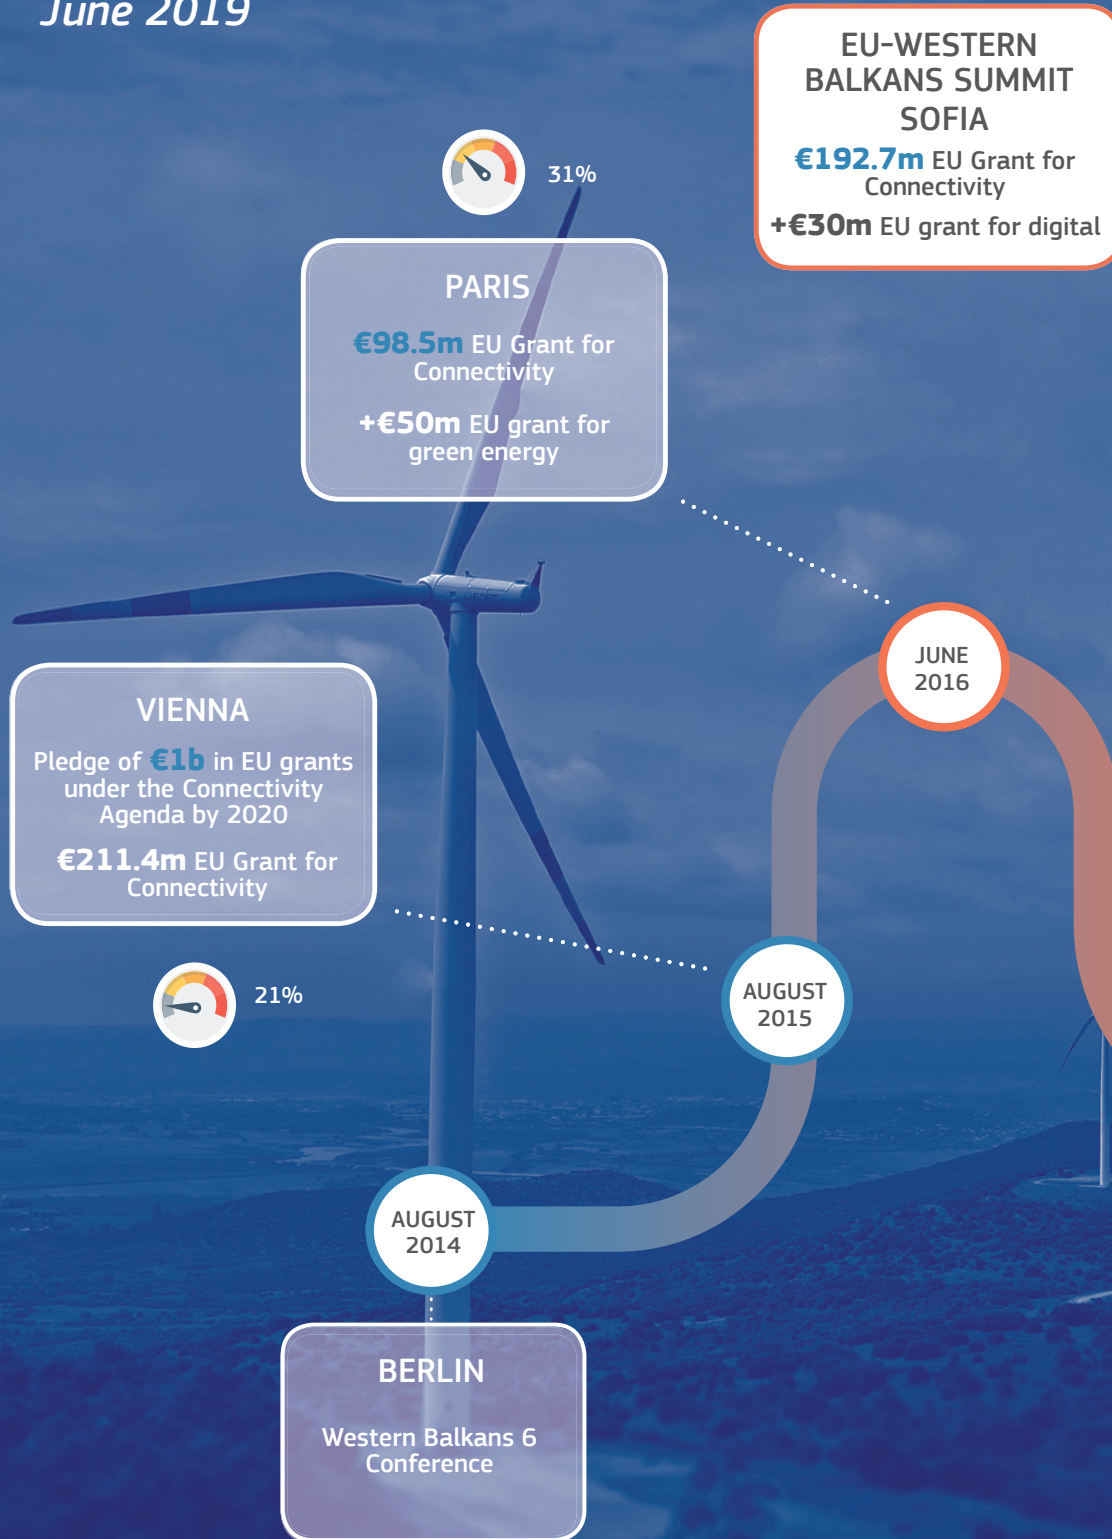 June 2019
EU-WESTERN
BALKANS SUMMIT
SOFIA
€192.7m EU Grant for
Connectivity
+€30m EU grant for digital
31%
PARIS
€98.5m EU Grant for
Connectivity
+€50m EU grant for
green energy
JUNE
2016
VIENNA
Pledge of €1b in EU grants
under the Connectivity
Agenda by 2020
€211.4m EU Grant for
Connectivity
21%
AUGUST
2015
AUGUST
2014
BERLIN
Western Balkans 6
Conference